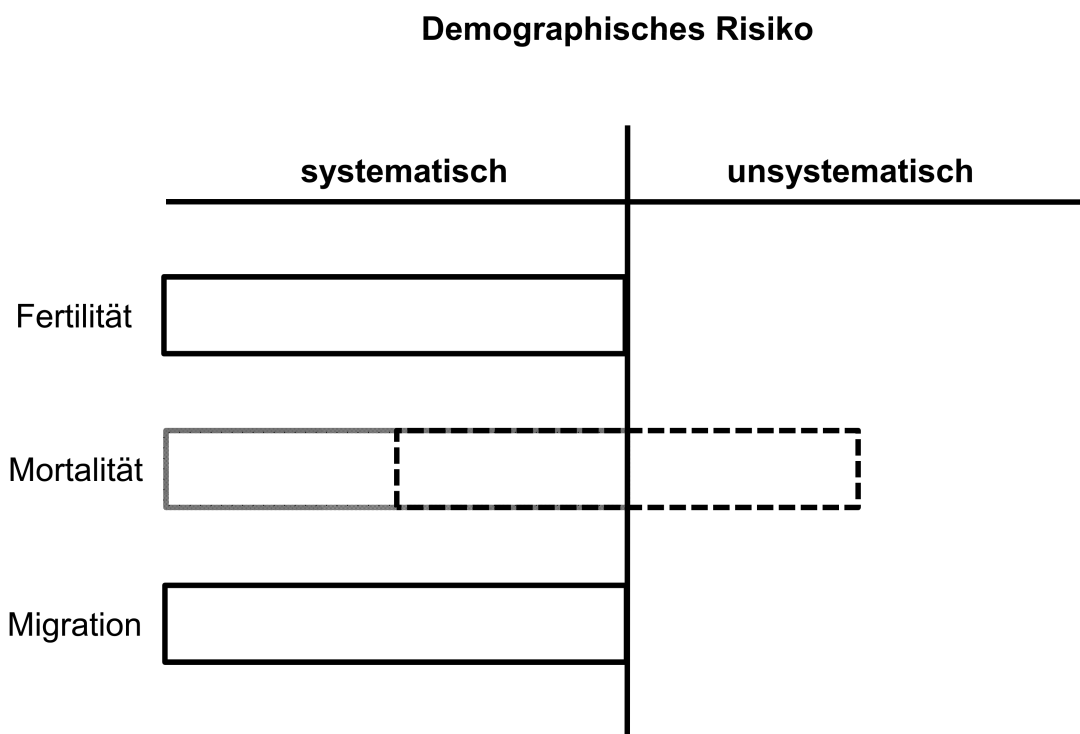 Demographisches Risiko
systematisch
unsystematisch
Fertilität
Mortalität
Migration